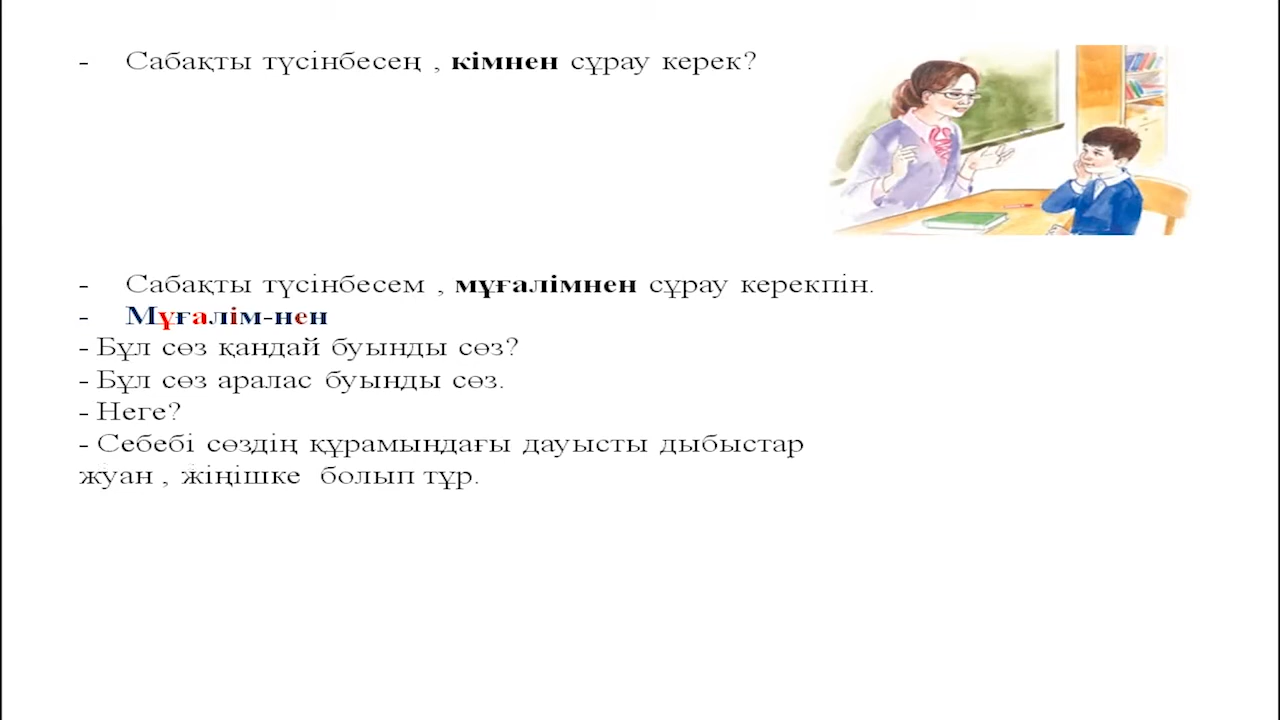 - Сабақты түсінбесең , кімнен сұрау керек?
- Сабақты түсінбесем , мұғалімнен сұрау керекпін.
- Мұғалім-нен
- Бұл сөз қандай буынды сөз?
- Бұл сөз аралас буынды сөз.
- Неге?
- Себебі сөздің құрамындағы дауысты дыбыстар
жуан , жіңішке болып тұр.